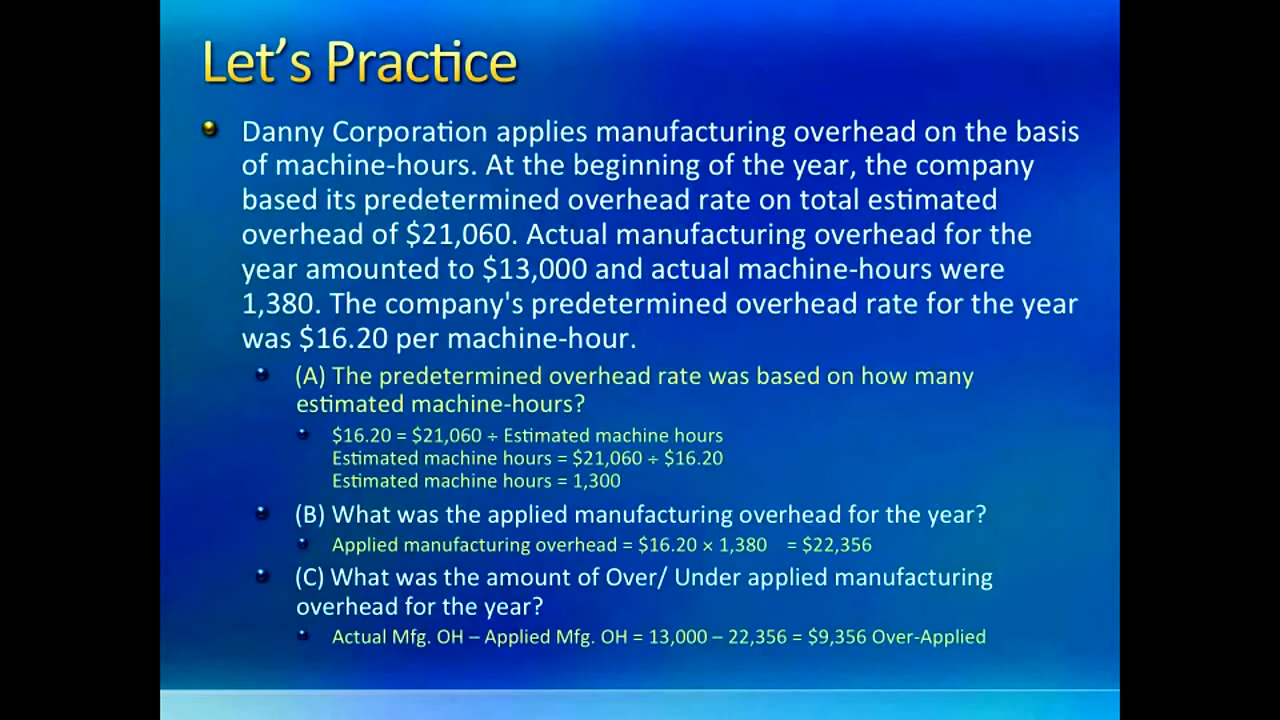 Let's Practice
Danny Corporation applies manufacturing overhead on the basis
of machine-hours. At the beginning of the year, the company
based its predetermined overhead rate on total estimated
overhead of $21,060. Actual manufacturing overhead for the
year amounted to $13,000 and actual machine-hours were
1,380. The company's predetermined overhead rate for the year
was $16.20 per machine-hour.
(A) The predetermined overhead rate was based on how many
estimated machine-hours?
$16.20 = $21,060 ÷ Estimated machine hours
Estimated machine hours = $21,060 ÷ $16.20
Estimated machine hours = 1,300
(B) What was the applied manufacturing overhead for the year?
Applied manufacturing overhead = $16.20 × 1,380 = $22,356
(C) What was the amount of Over/ Under applied manufacturing
overhead for the year?
Actual Mfg. OH – Applied Mfg. OH = 13,000 – 22,356 = $9,356 Over-Applied